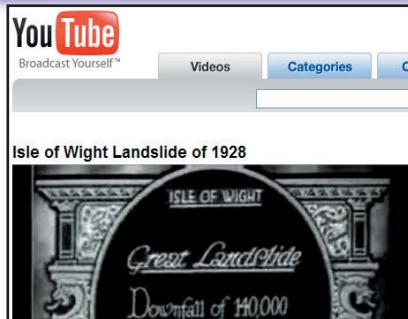 You Tube
Broadcast Yourself™
Videos
Categories
C
Isle of Wight Landslide of 1928
ISLE OF WIGHT
Great Landslide
Downfall of 140,000